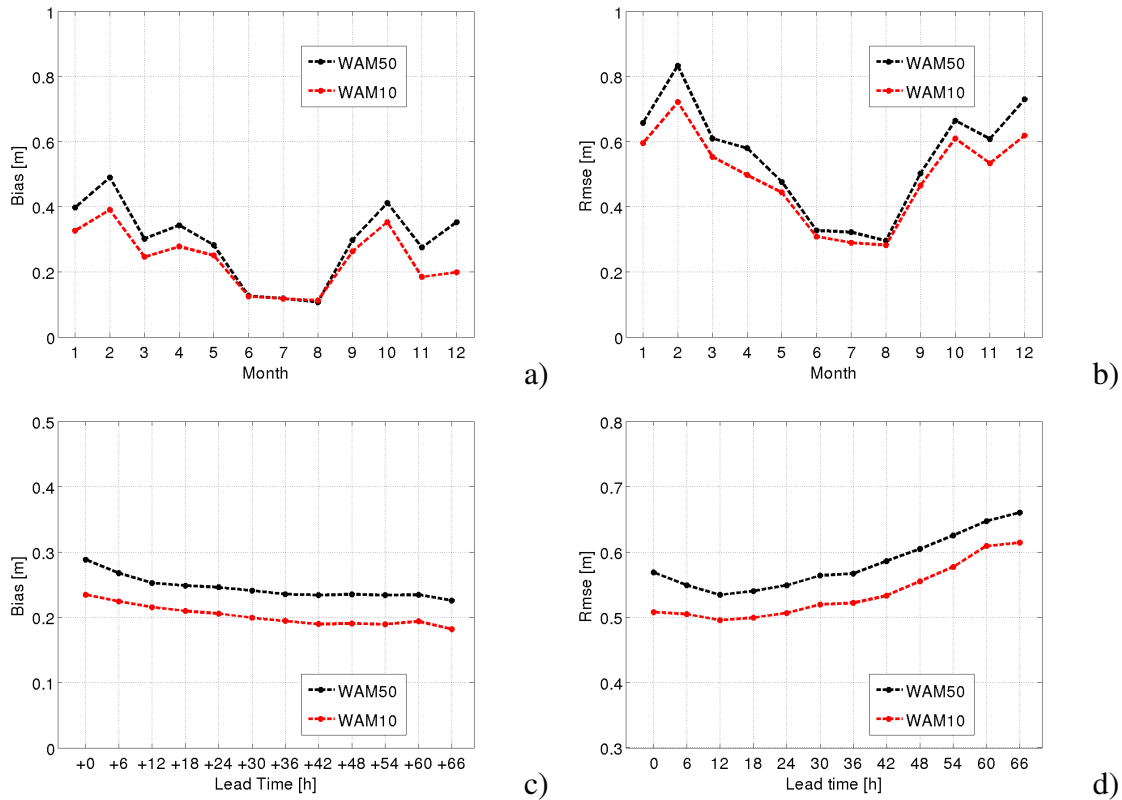 1
0.8
0.6
0.4
0.2
0
Bias [m]
WAM50
WAM10
1 2 3 4 5 6 7 8 9 10 11 12
Month
a)
1
0.8
0.6
0.4
0.2
0
Rmse [m]
WAM50
WAM10
1 2 3 4 5 6 7 8 9 10 11 12
Month
b)
0.5
0.4
0.3
0.2
0.1
0
Bias [m]
WAM50
WAM10
+0 +6 +12 +18 +24 +30 +36 +42 +48 +54 +60 +66
Lead Time [h]
c)
0.8
0.7
0.6
0.5
0.4
0.3
Rmse [m]
WAM50
WAM10
0 6 12 18 24 30 36 42 48 54 60 66
Lead time [h]
d)